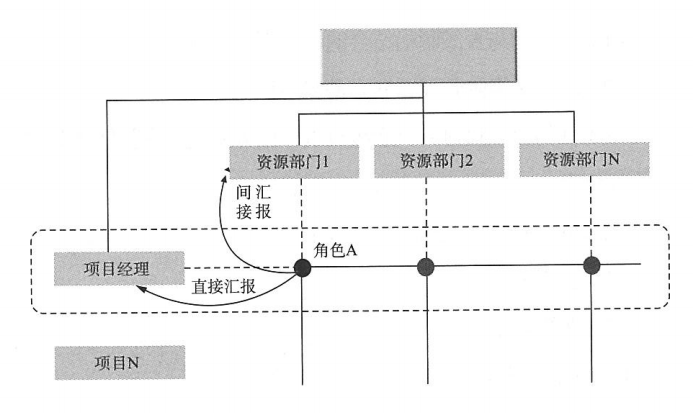 资源部门1
资源部门2
资源部门N
间汇
接报
角色A
项目经理
直接汇报
项目N